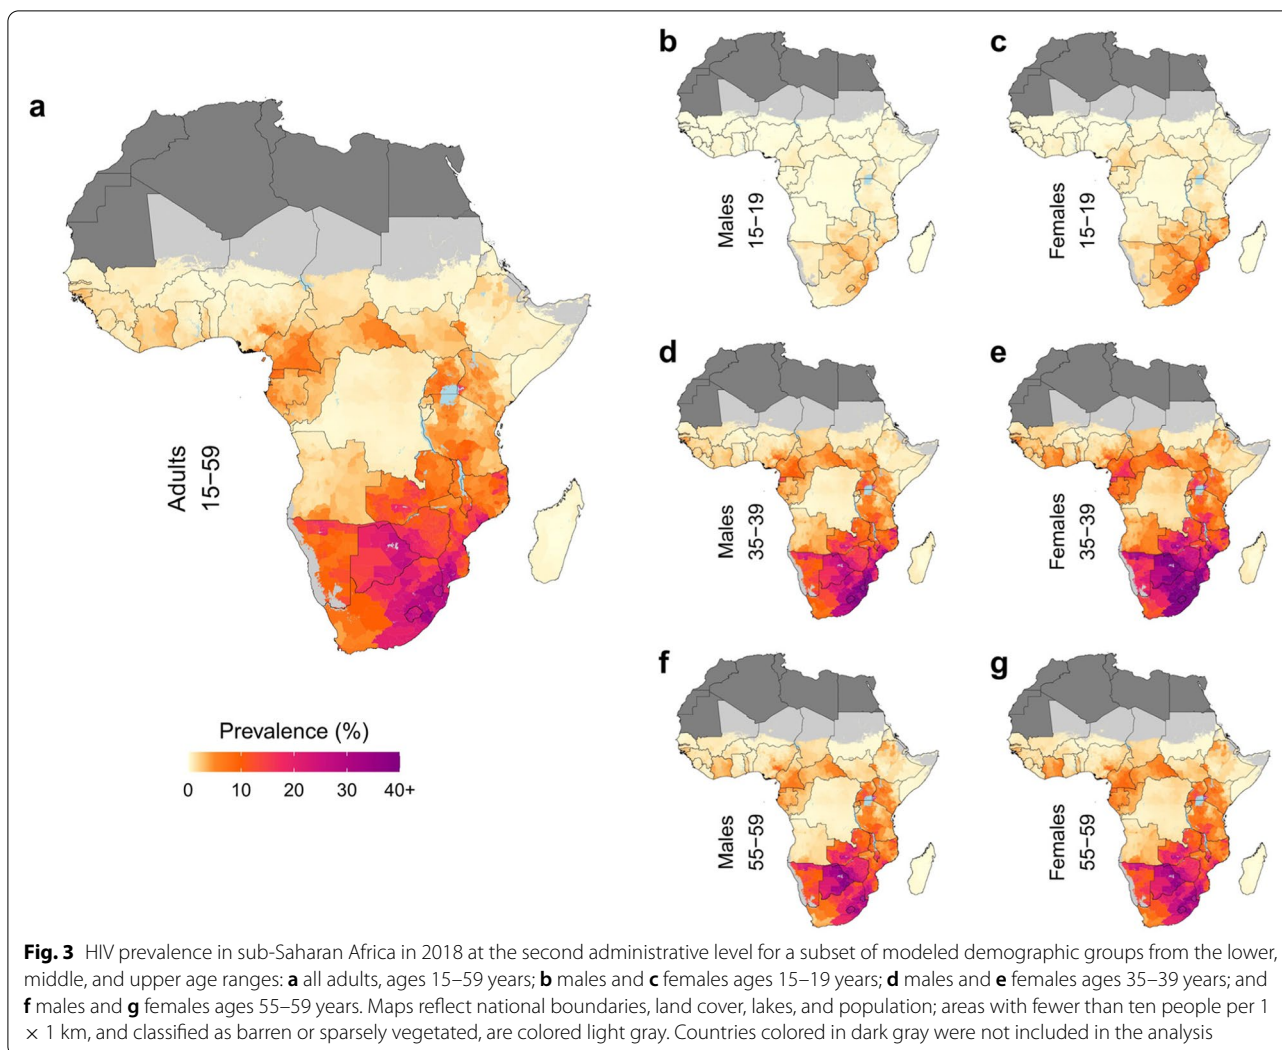 a
Adults
15–59
Prevalence (%)
0 10 20 30 40+
b
Males
15–19
c
Females
15–19
d
Males
35–39
e
Females
35–39
f
Males
55–59
g
Females
55–59
Fig. 3 HIV prevalence in sub-Saharan Africa in 2018 at the second administrative level for a subset of modeled demographic groups from the lower,
middle, and upper age ranges: a all adults, ages 15–59 years; b males and c females ages 15–19 years; d males and e females ages 35–39 years; and
f males and g females ages 55–59 years. Maps reflect national boundaries, land cover, lakes, and population; areas with fewer than ten people per 1
× 1 km, and classified as barren or sparsely vegetated, are colored light gray. Countries colored in dark gray were not included in the analysis